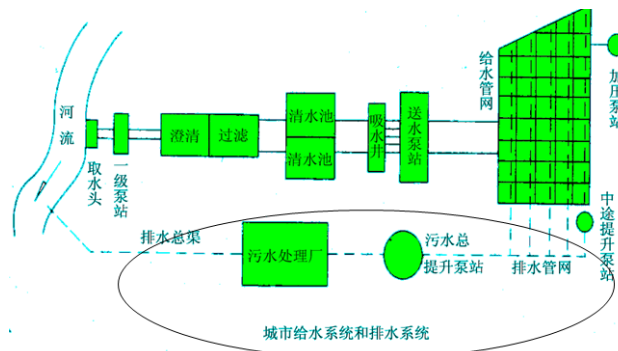 河流
取水头
一级泵站
澄清
过滤
清水池
清水池
吸水井
送水泵站
给水管网
加压泵站
中途提升泵站
排水总渠
污水处理厂
污水总
提升泵站
排水管网
城市给水系统和排水系统